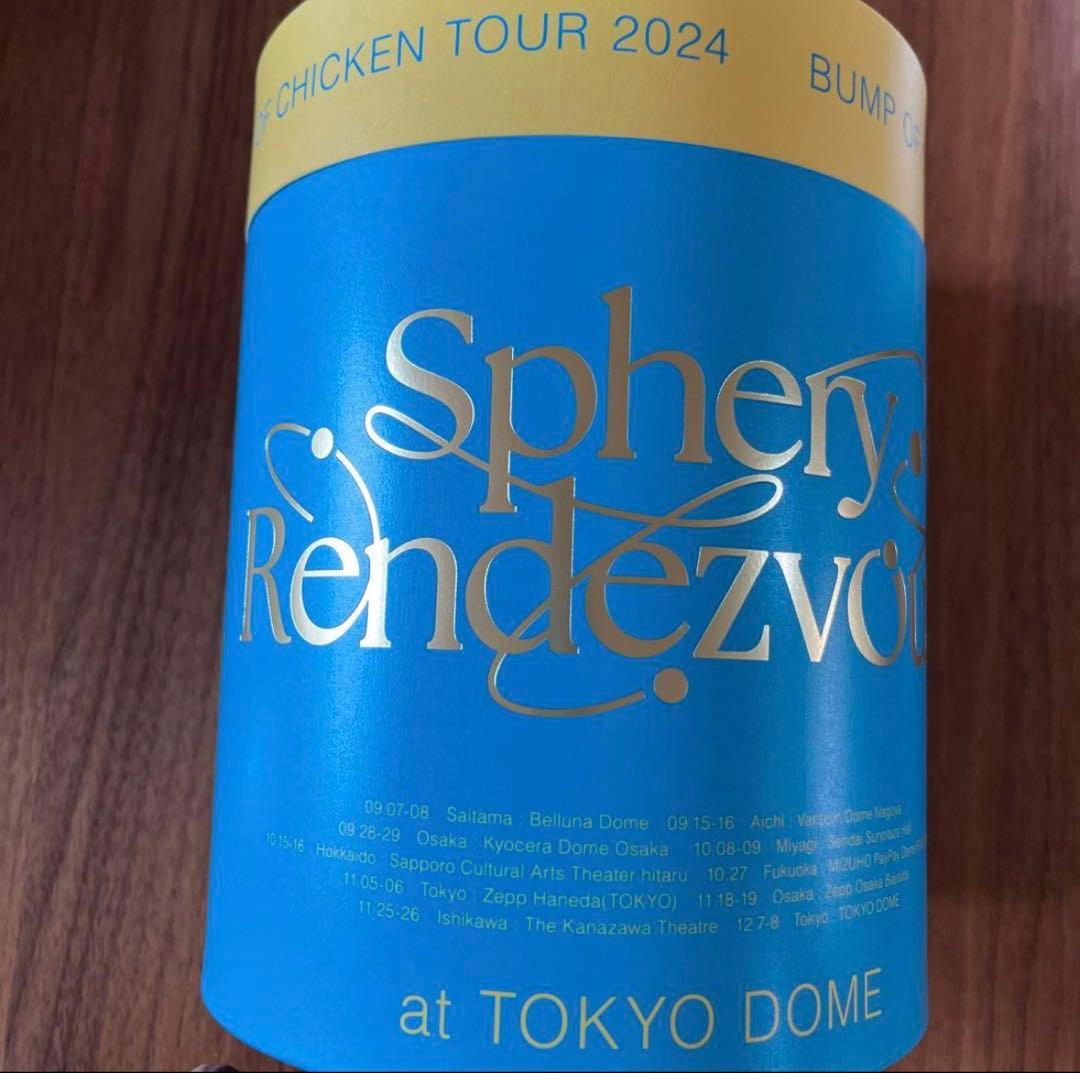 OF CHICKEN TOUR 2024 BUMP OF
Sphery
Rendezvou
09.07-08 Saitama : Belluna Dome 09.15-16 Aichi : Vantelin Dome Nagoya
09.28-29 Osaka : Kyocera Dome Osaka 10.08-09 Miyagi : Sendai Sunplaza Hall
10.15-16 Hokkaido : Sapporo Cultural Arts Theater hitaru 10.27 Fukuoka : MIZUHO PayPay Dome
11.05-06 Tokyo : Zepp Haneda(TOKYO) 11.18-19 Osaka : Zepp Osaka Bayside
11.25-26 Ishikawa : The Kanazawa Theatre 12.7-8 Tokyo : TOKYO DOME
at TOKYO DOME